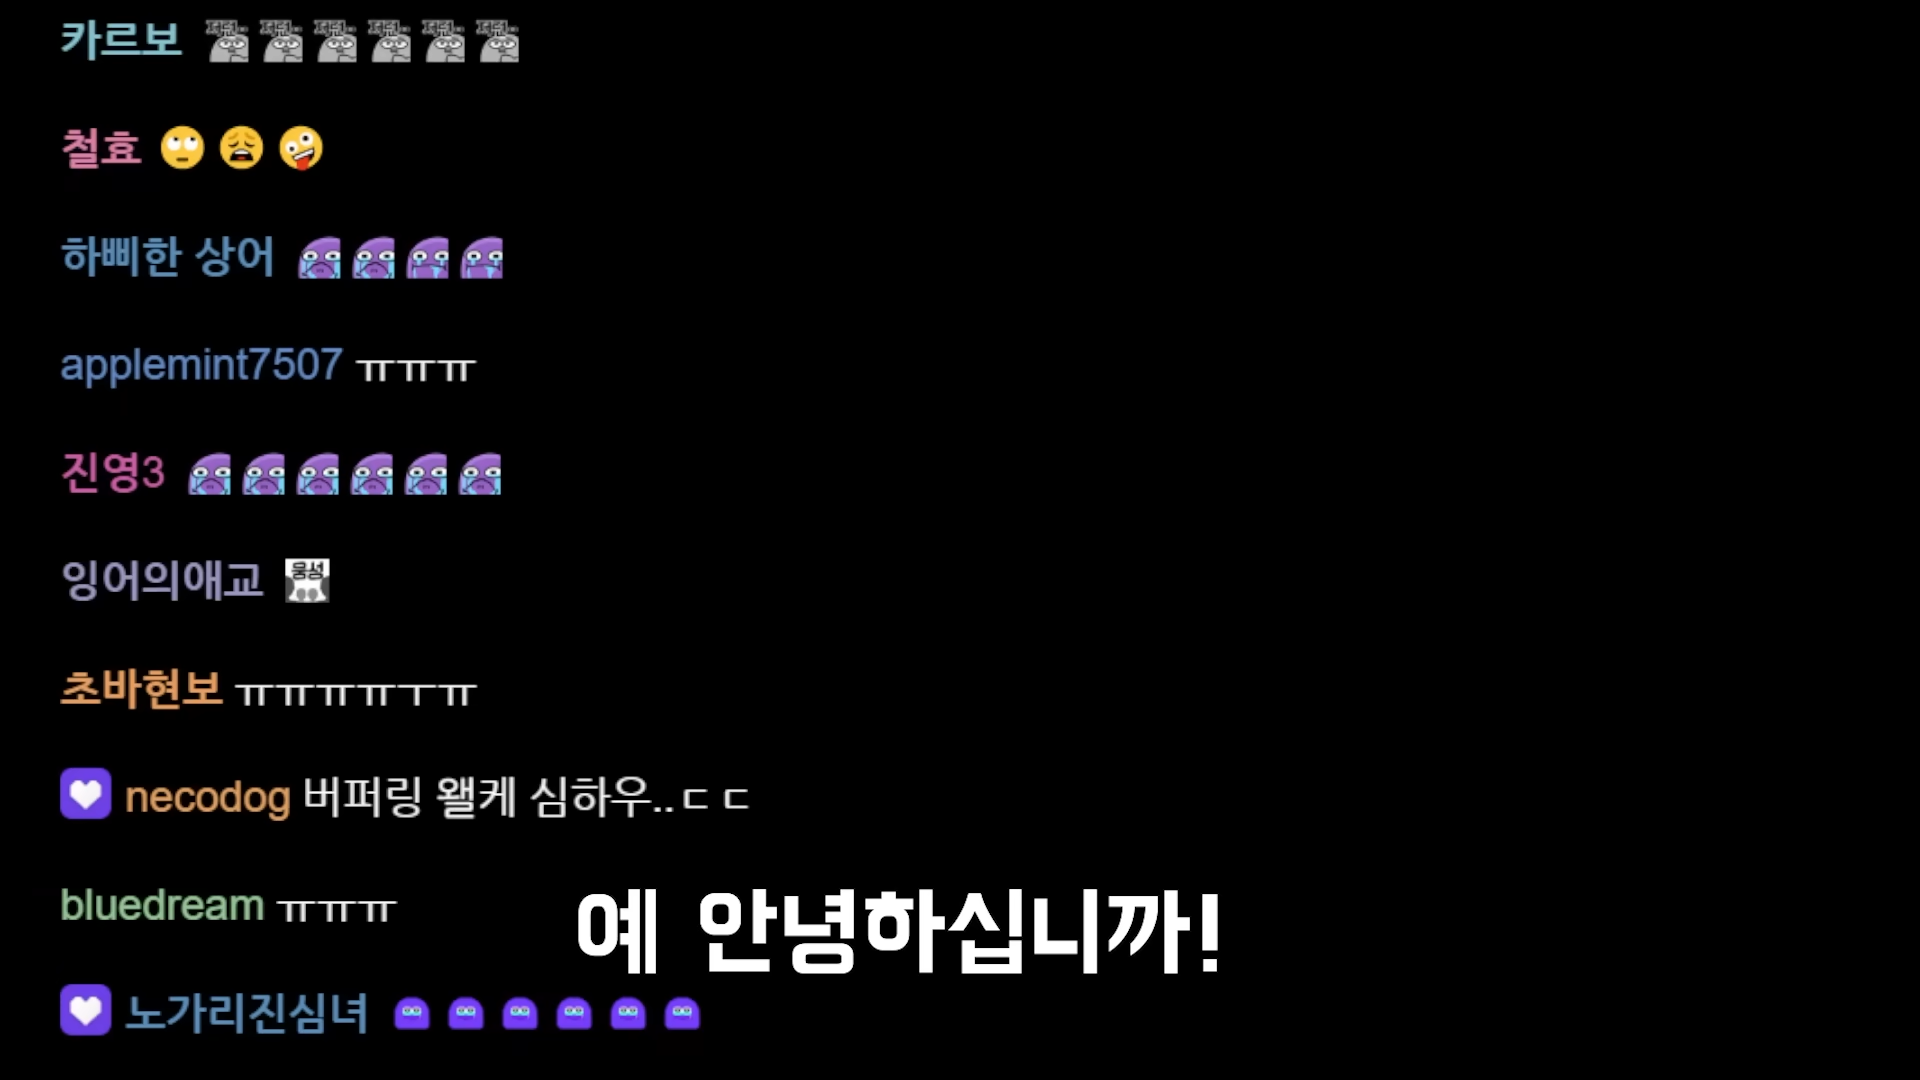 카르보
철효 🙄😩🤪
하삐한 상어
applemint7507 ㅠㅠㅠ
진영3
잉어의애교 뭉성
초바현보 ㅠㅠㅠㅠㅜㅠ
necodog 버퍼링 왤케 심하우..ㄷㄷ
bluedream ㅠㅠㅠ
예 안녕하십니까!
노가리진심녀